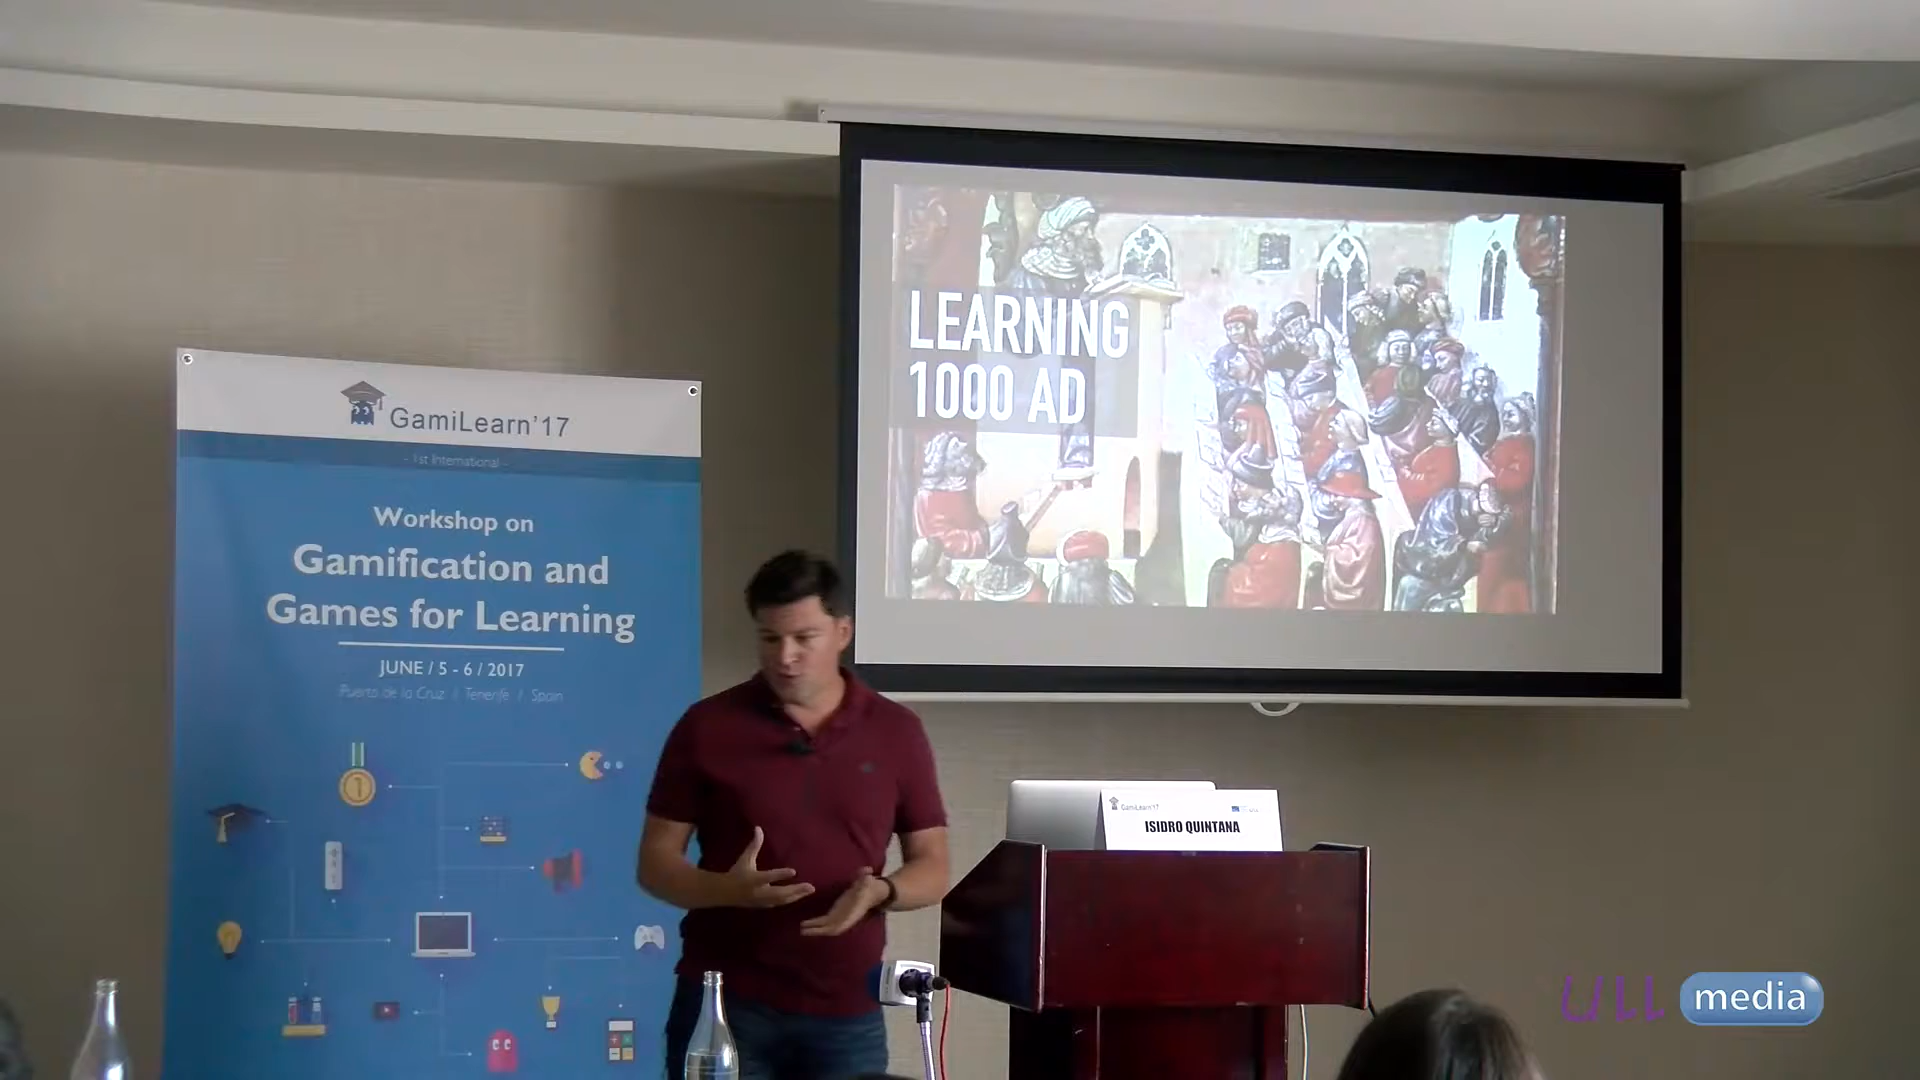 GamiLearn'17
- 1st International -
Workshop on
Gamification and
Games for Learning
JUNE / 5 - 6 / 2017
Puerto de la Cruz / Tenerife / Spain
LEARNING
1000 AD
GamiLearn'17
ISIDRO QUINTANA
ULL media